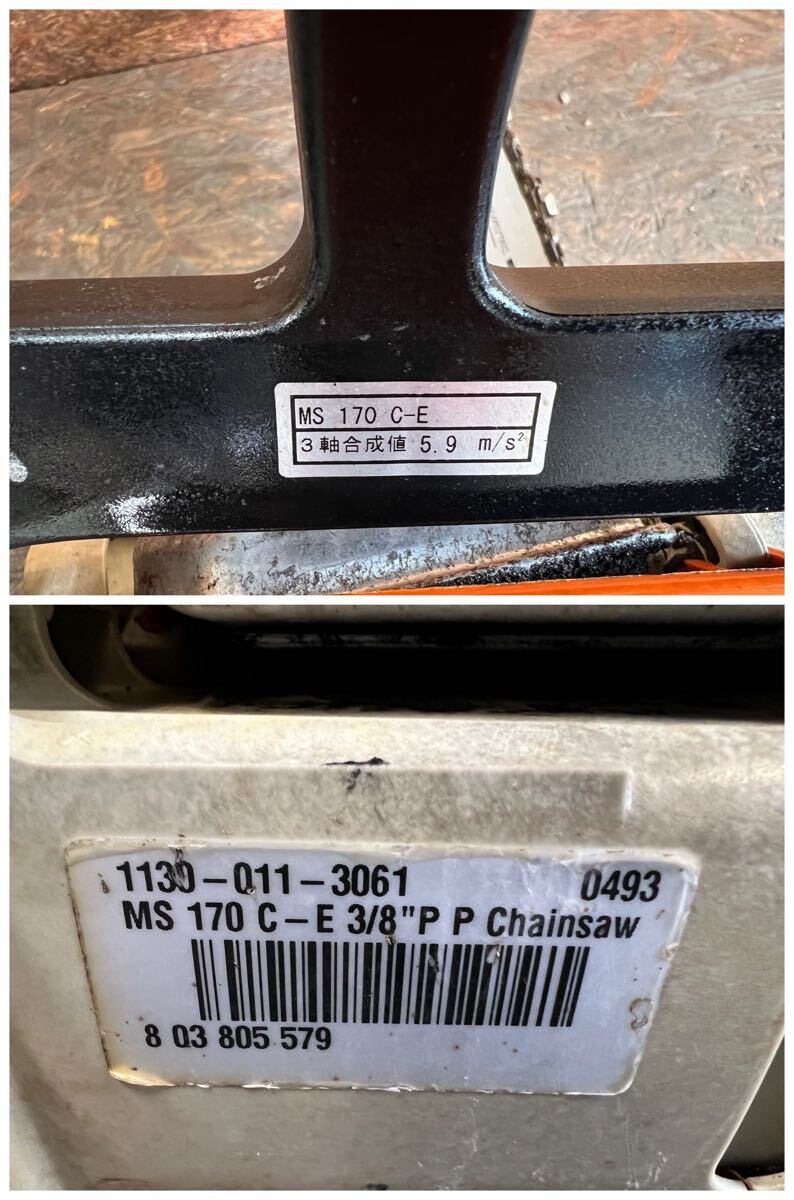 MS 170 C-E
3軸合成値 5.9 m/s²
1130-011-3061 0493
MS 170 C-E 3/8"P P Chainsaw
8 03 805 579